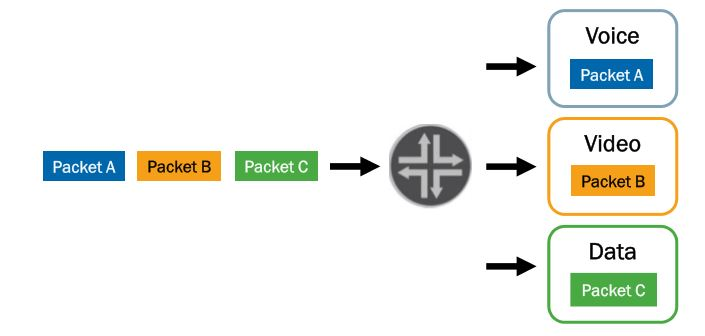 Voice
Packet A
Packet A Packet B Packet C
Video
Packet B
Data
Packet C